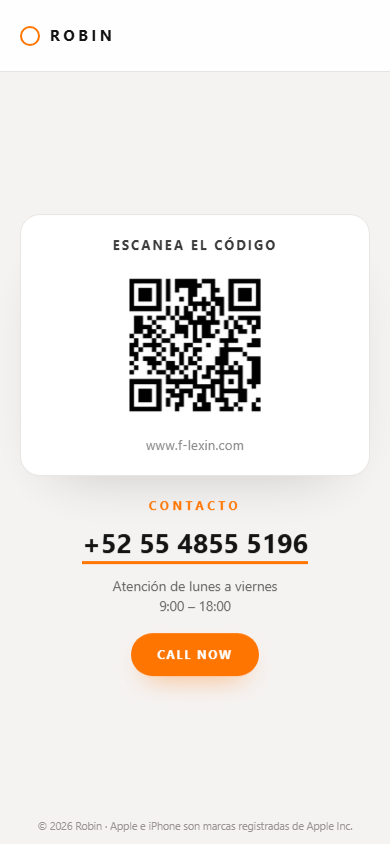 ROBIN
ESCANEA EL CÓDIGO
www.f-lexin.com
CONTACTO
+52 55 4855 5196
Atención de lunes a viernes
9:00 – 18:00
CALL NOW
© 2026 Robin · Apple e iPhone son marcas registradas de Apple Inc.